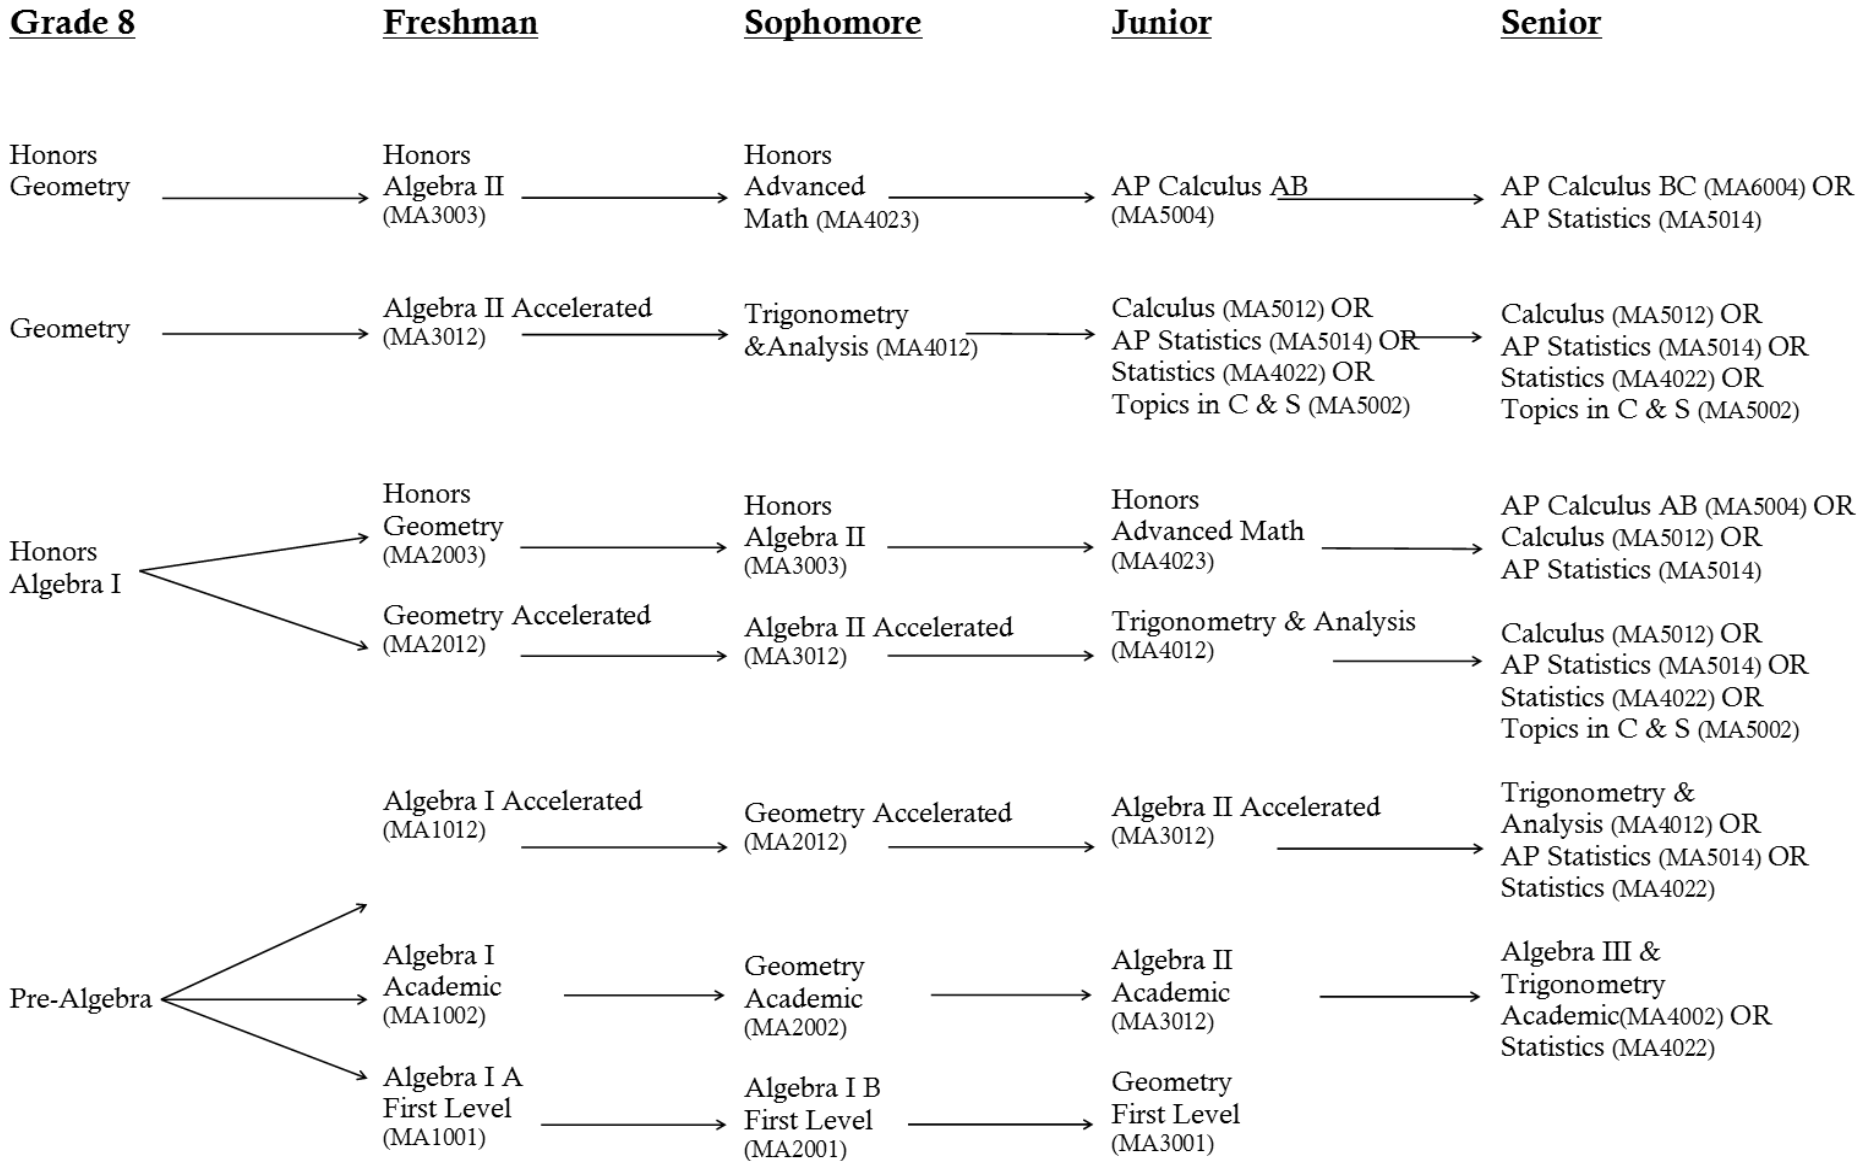 Grade 8
Freshman
Sophomore
Junior
Senior
Honors
Geometry
Honors
Algebra II
(MA3003)
Honors
Advanced
Math (MA4023)
AP Calculus AB
(MA5004)
AP Calculus BC (MA6004) OR
AP Statistics (MA5014)
Geometry
Algebra II Accelerated
(MA3012)
Trigonometry
&Analysis (MA4012)
Calculus (MA5012) OR
AP Statistics (MA5014) OR
Statistics (MA4022) OR
Topics in C & S (MA5002)
Calculus (MA5012) OR
AP Statistics (MA5014) OR
Statistics (MA4022) OR
Topics in C & S (MA5002)
Honors
Algebra I
Honors
Geometry
(MA2003)
Honors
Algebra II
(MA3003)
Honors
Advanced Math
(MA4023)
AP Calculus AB (MA5004) OR
Calculus (MA5012) OR
AP Statistics (MA5014)
Geometry Accelerated
(MA2012)
Algebra II Accelerated
(MA3012)
Trigonometry & Analysis
(MA4012)
Calculus (MA5012) OR
AP Statistics (MA5014) OR
Statistics (MA4022) OR
Topics in C & S (MA5002)
Pre-Algebra
Algebra I Accelerated
(MA1012)
Geometry Accelerated
(MA2012)
Algebra II Accelerated
(MA3012)
Trigonometry &
Analysis (MA4012) OR
AP Statistics (MA5014) OR
Statistics (MA4022)
Algebra I
Academic
(MA1002)
Geometry
Academic
(MA2002)
Algebra II
Academic
(MA3012)
Algebra III &
Trigonometry
Academic(MA4002) OR
Statistics (MA4022)
Algebra I A
First Level
(MA1001)
Algebra I B
First Level
(MA2001)
Geometry
First Level
(MA3001)